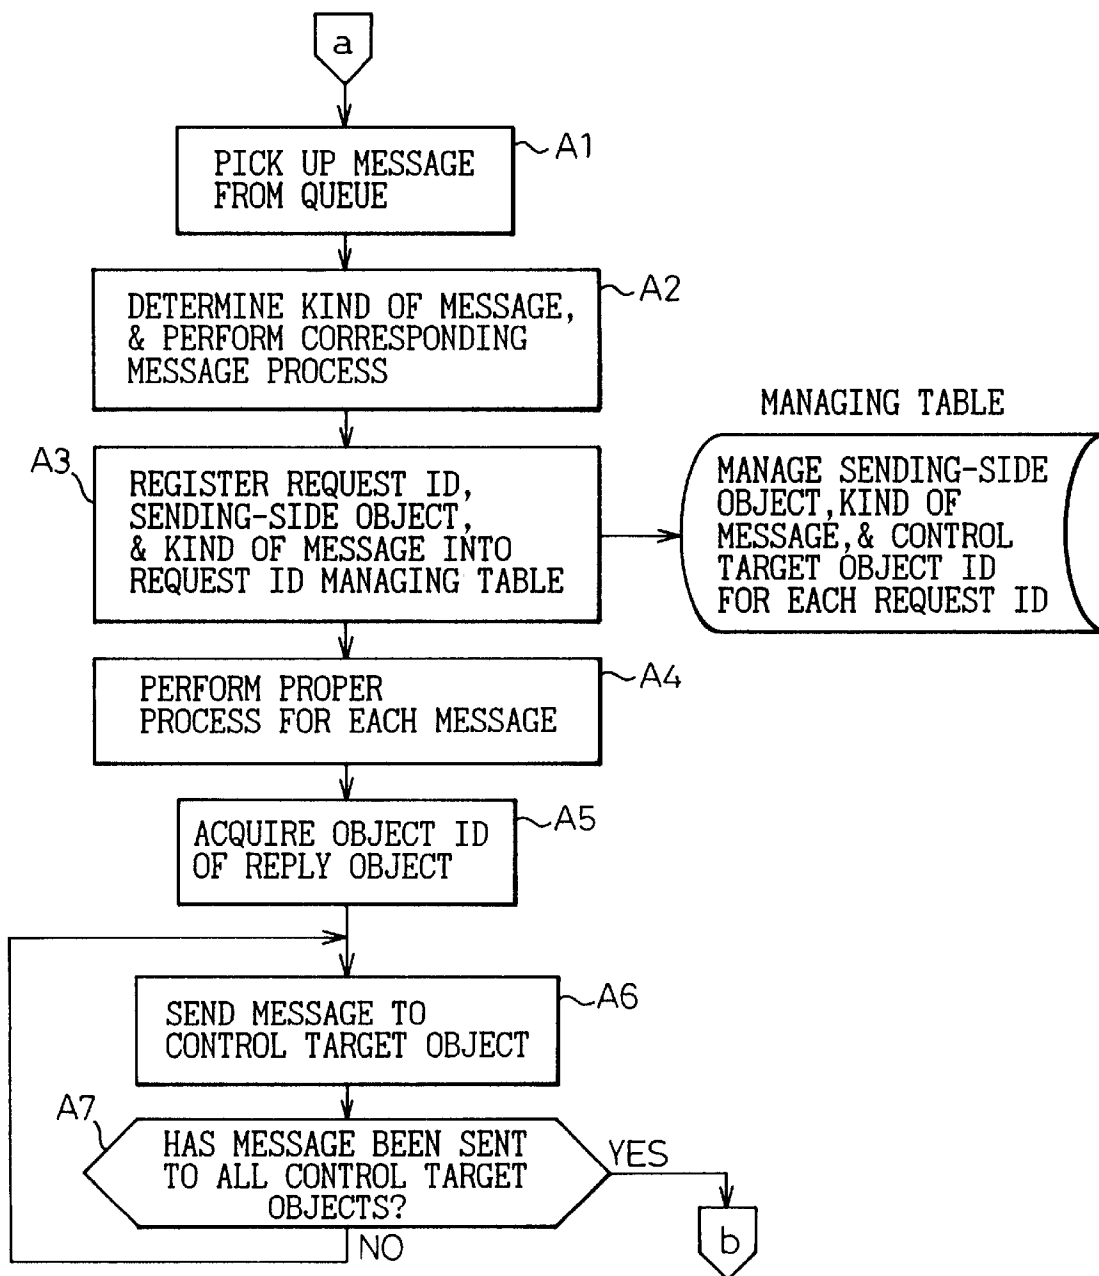 a
A1
PICK UP MESSAGE
FROM QUEUE
A2
DETERMINE KIND OF MESSAGE,
& PERFORM CORRESPONDING
MESSAGE PROCESS
A3
REGISTER REQUEST ID,
SENDING-SIDE OBJECT,
& KIND OF MESSAGE INTO
REQUEST ID MANAGING TABLE
MANAGING TABLE
MANAGE SENDING-SIDE
OBJECT, KIND OF
MESSAGE, & CONTROL
TARGET OBJECT ID
FOR EACH REQUEST ID
A4
PERFORM PROPER
PROCESS FOR EACH MESSAGE
A5
ACQUIRE OBJECT ID
OF REPLY OBJECT
A6
SEND MESSAGE TO
CONTROL TARGET OBJECT
A7
HAS MESSAGE BEEN SENT
TO ALL CONTROL TARGET
OBJECTS?
YES
NO
b